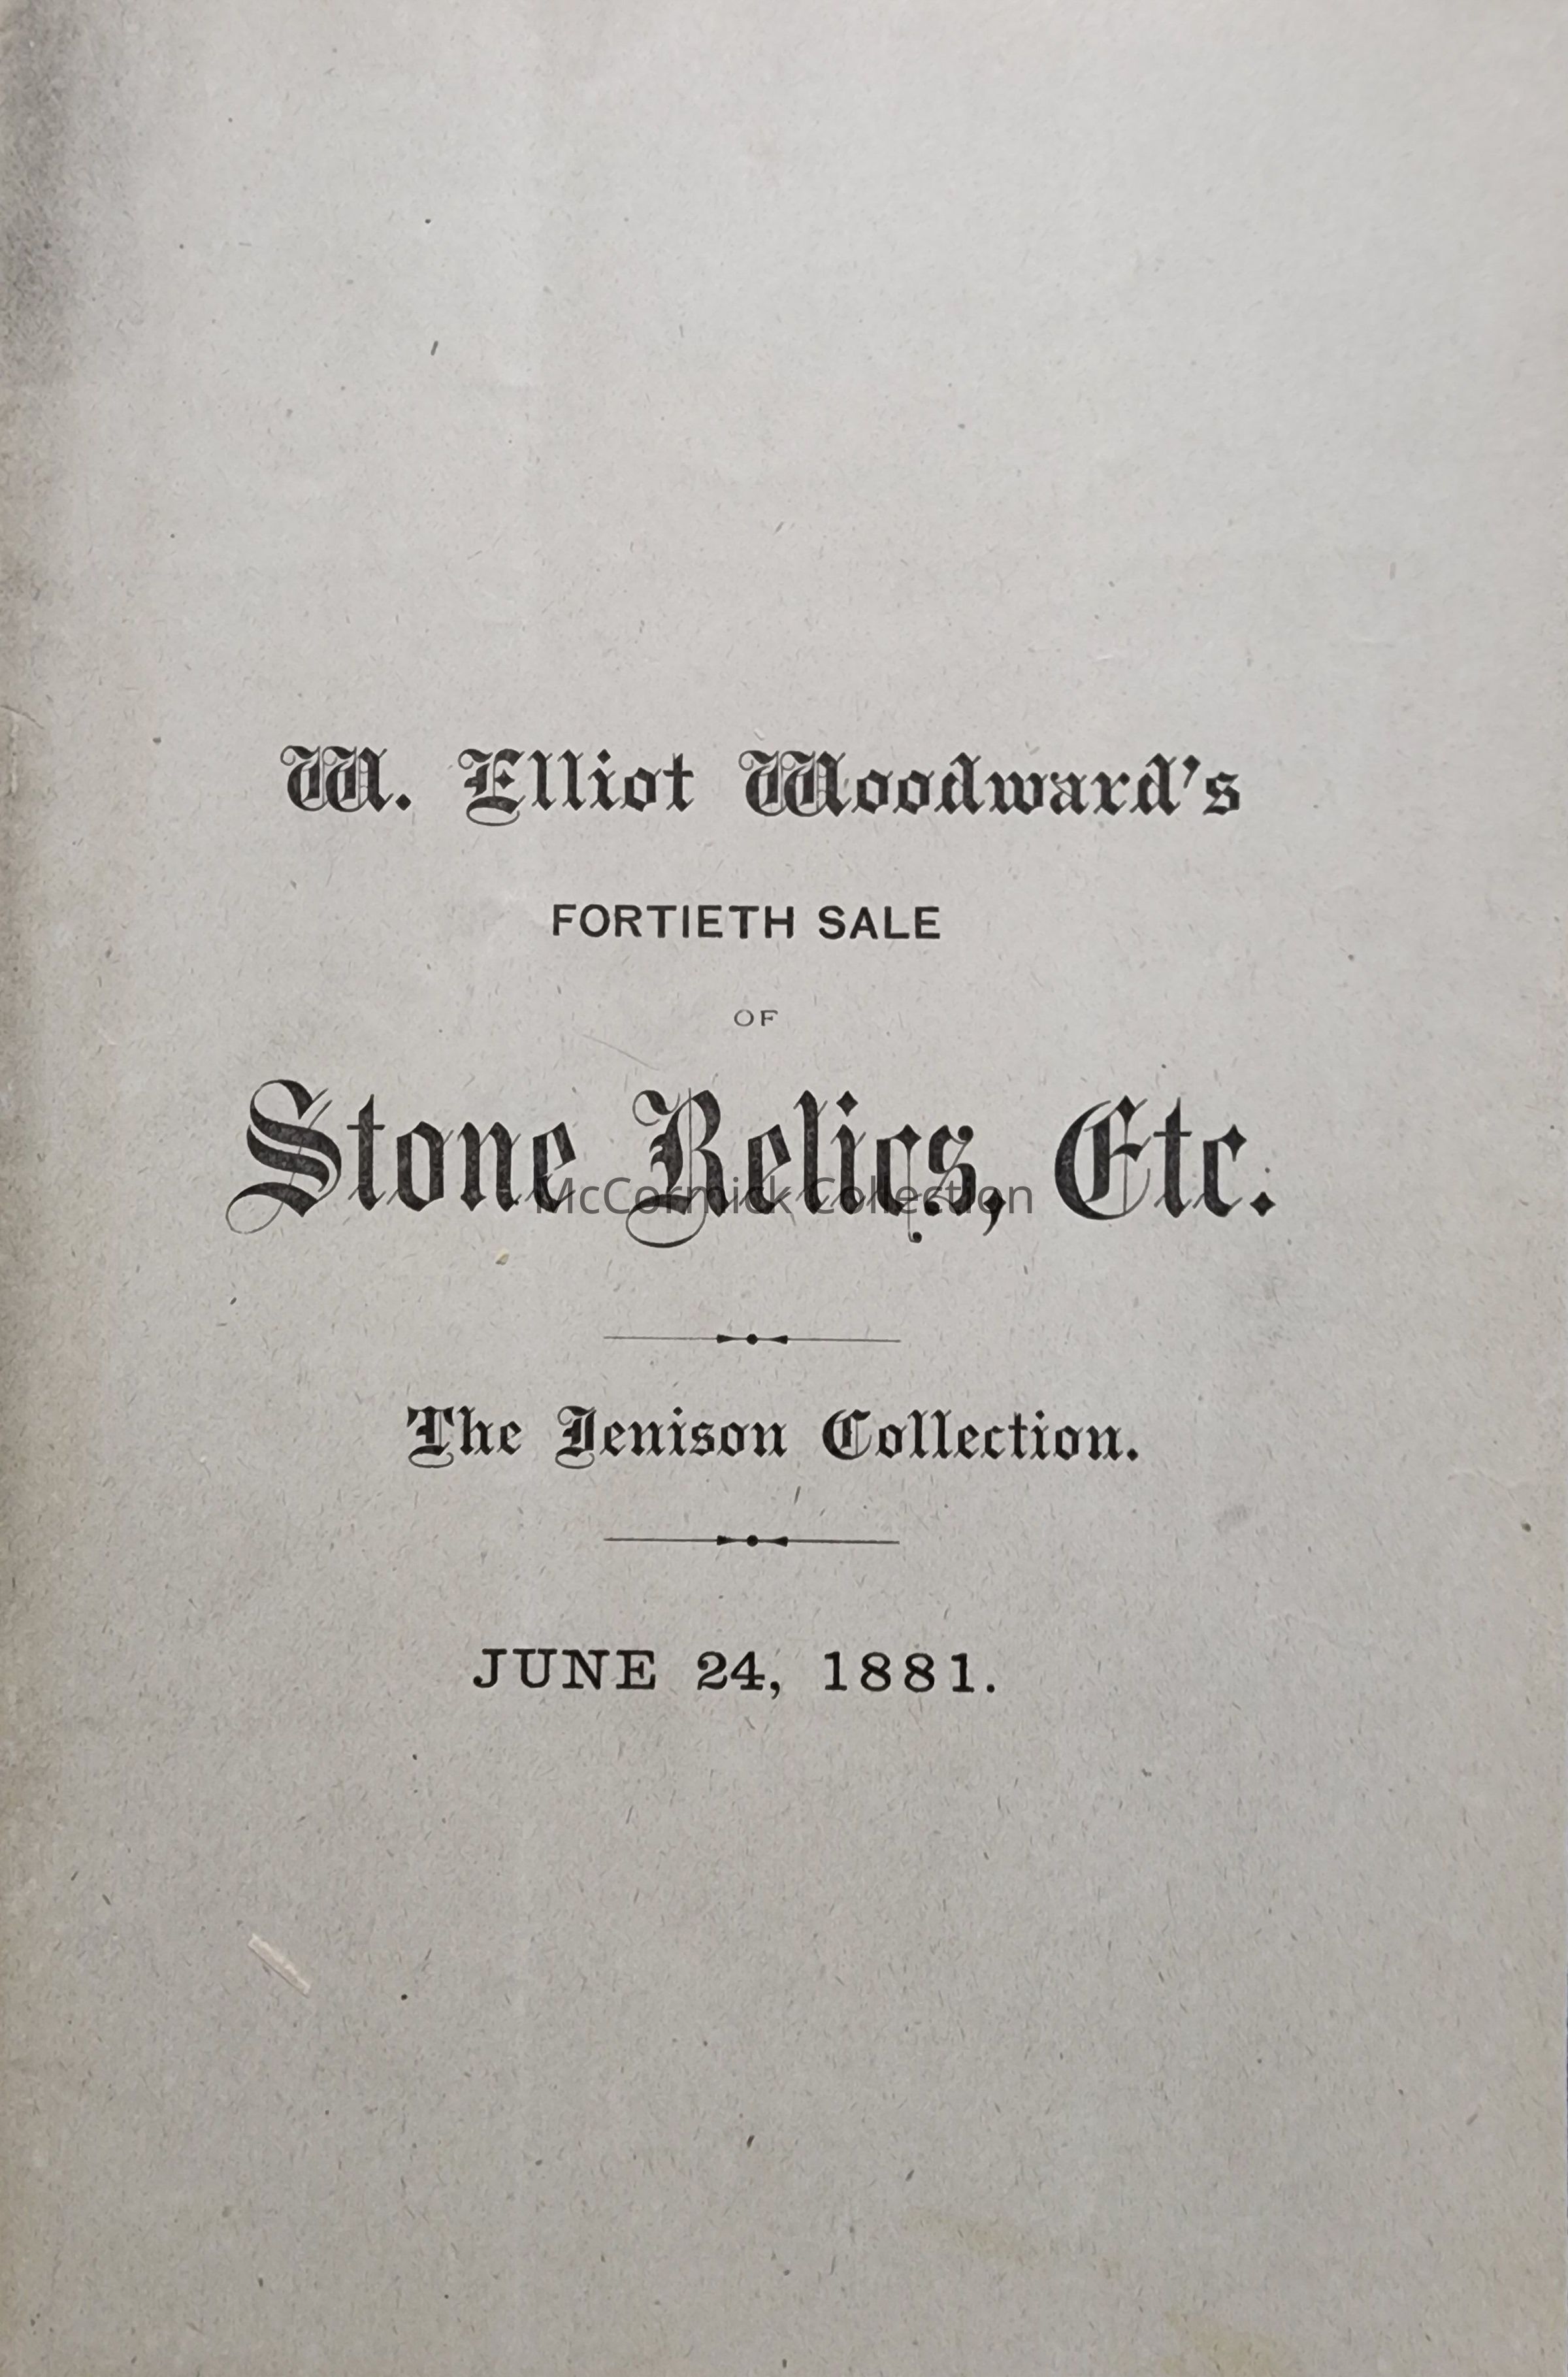 W. Elliot Woodward's
FORTIETH SALE
OF
Stone Relics, Etc.
McCormick Collection
The Jenison Collection.
JUNE 24, 1881.